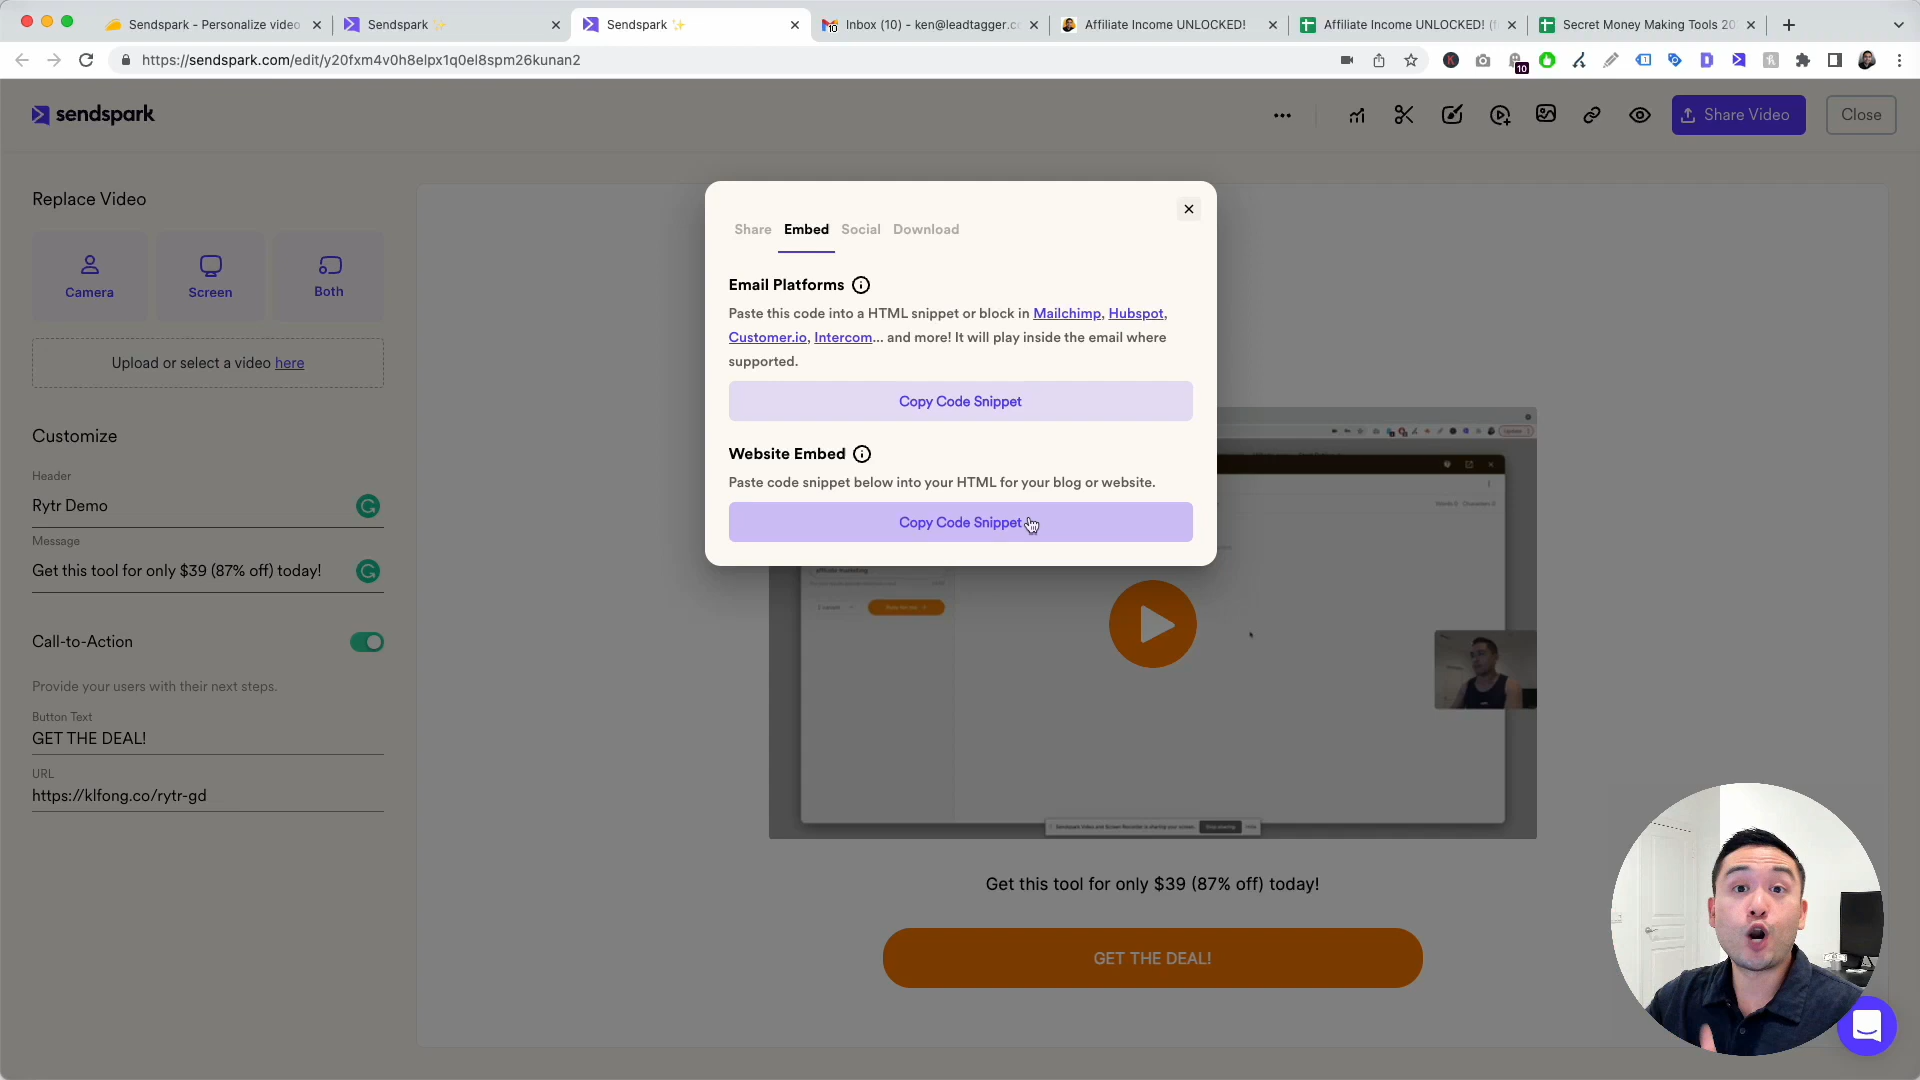 Sendspark - Personalize video
Sendspark ✨
Sendspark ✨
Inbox (10) - ken@leadtagger.c
Affiliate Income UNLOCKED!
Affiliate Income UNLOCKED! (f
Secret Money Making Tools 20
https://sendspark.com/edit/y20fxm4v0h8elpx1q0el8spm26kunan2
10
sendspark
Share Video
Close
Replace Video
Camera
Screen
Both
Upload or select a video here
Customize
Header
Rytr Demo
Message
Get this tool for only $39 (87% off) today!
Call-to-Action
Provide your users with their next steps.
Button Text
GET THE DEAL!
URL
https://klfong.co/rytr-gd
Share Embed Social Download
Email Platforms
Paste this code into a HTML snippet or block in Mailchimp, Hubspot,
Customer.io, Intercom... and more! It will play inside the email where
supported.
Copy Code Snippet
Website Embed
Paste code snippet below into your HTML for your blog or website.
Copy Code Snippet
Get this tool for only $39 (87% off) today!
GET THE DEAL!